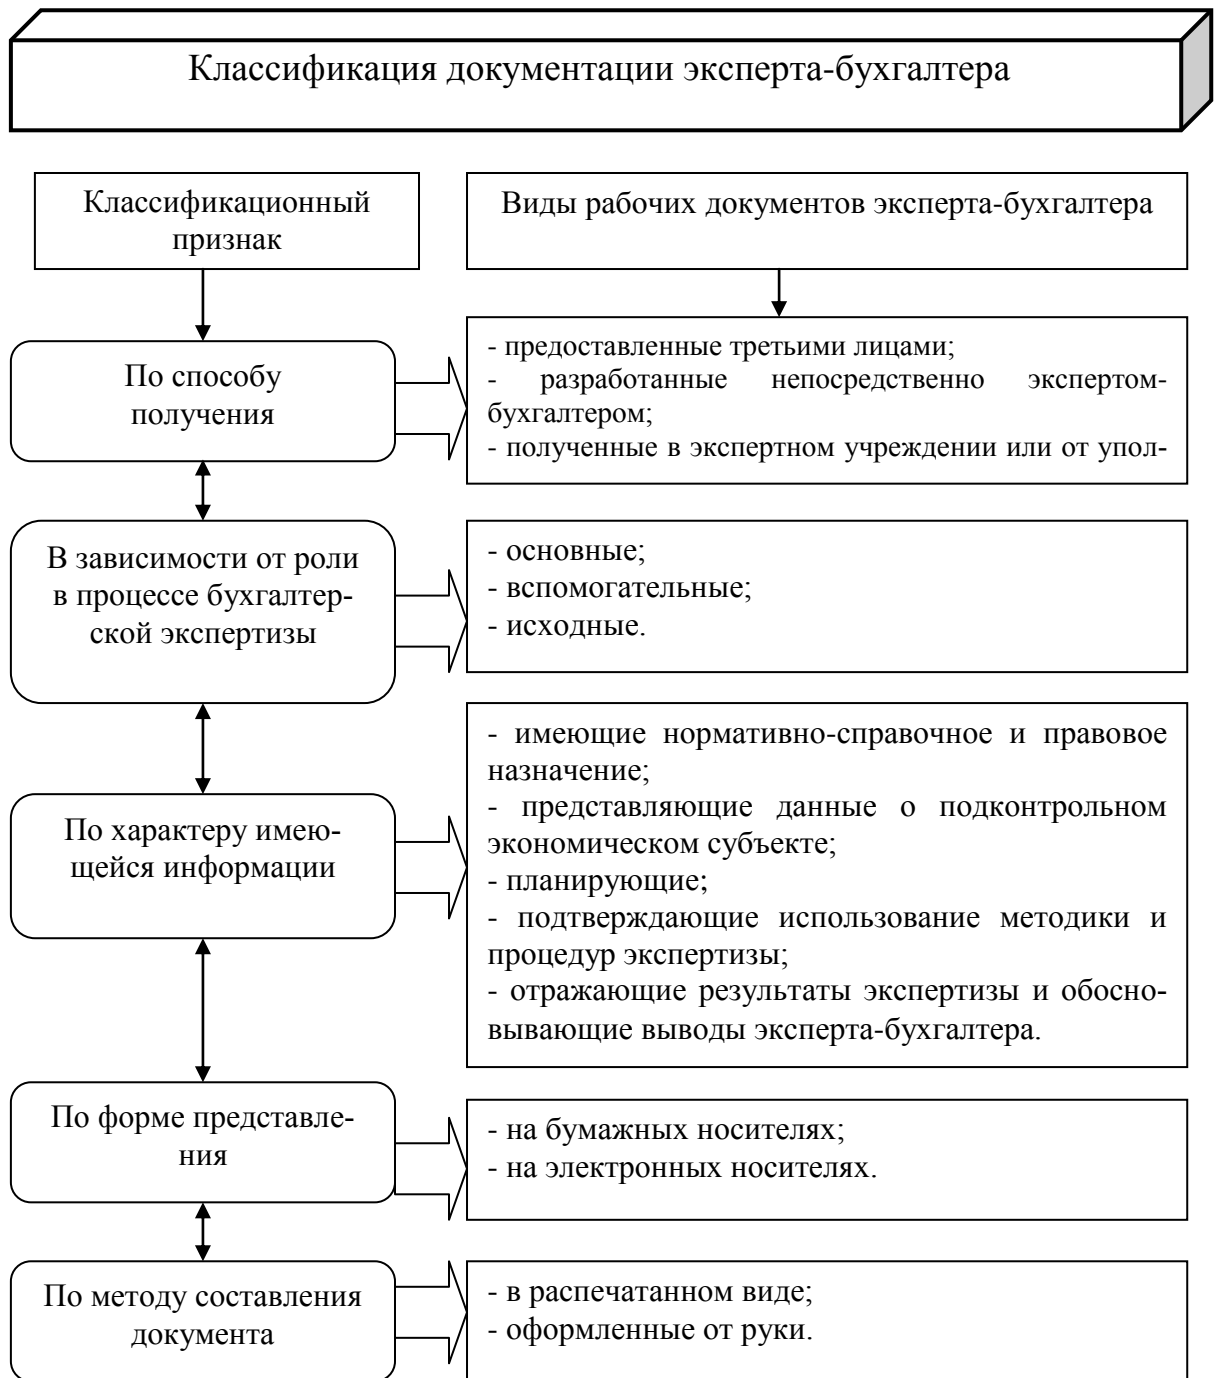 Классификация документации эксперта-бухгалтера
Классификационный
признак
Виды рабочих документов эксперта-бухгалтера
По способу
получения
- предоставленные третьими лицами;
- разработанные непосредственно экспертом-
бухгалтером;
- полученные в экспертном учреждении или от упол-
В зависимости от роли
в процессе бухгалтер-
ской экспертизы
- основные;
- вспомогательные;
- исходные.
По характеру имею-
щейся информации
- имеющие нормативно-справочное и правовое
назначение;
- представляющие данные о подконтрольном
экономическом субъекте;
- планирующие;
- подтверждающие использование методики и
процедур экспертизы;
- отражающие результаты экспертизы и обосно-
вывающие выводы эксперта-бухгалтера.
По форме представле-
ния
- на бумажных носителях;
- на электронных носителях.
По методу составления
документа
- в распечатанном виде;
- оформленные от руки.